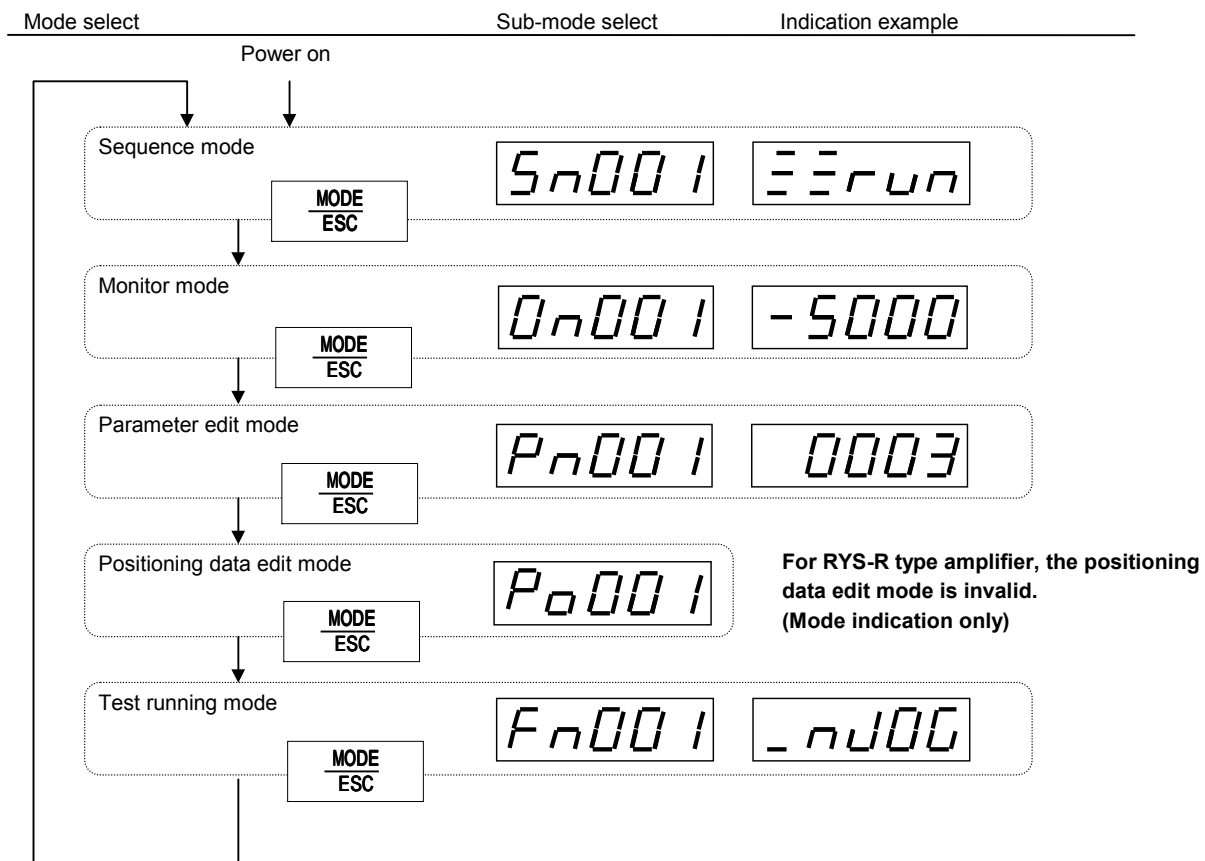 Mode select Sub-mode select Indication example
Power on
Sequence mode
Sn001 run
MODE
ESC
Monitor mode
On001 -5000
MODE
ESC
Parameter edit mode
Pn001 0003
MODE
ESC
Positioning data edit mode
Po001
For RYS-R type amplifier, the positioning
data edit mode is invalid.
(Mode indication only)
MODE
ESC
Test running mode
Fn001 _nJOG
MODE
ESC